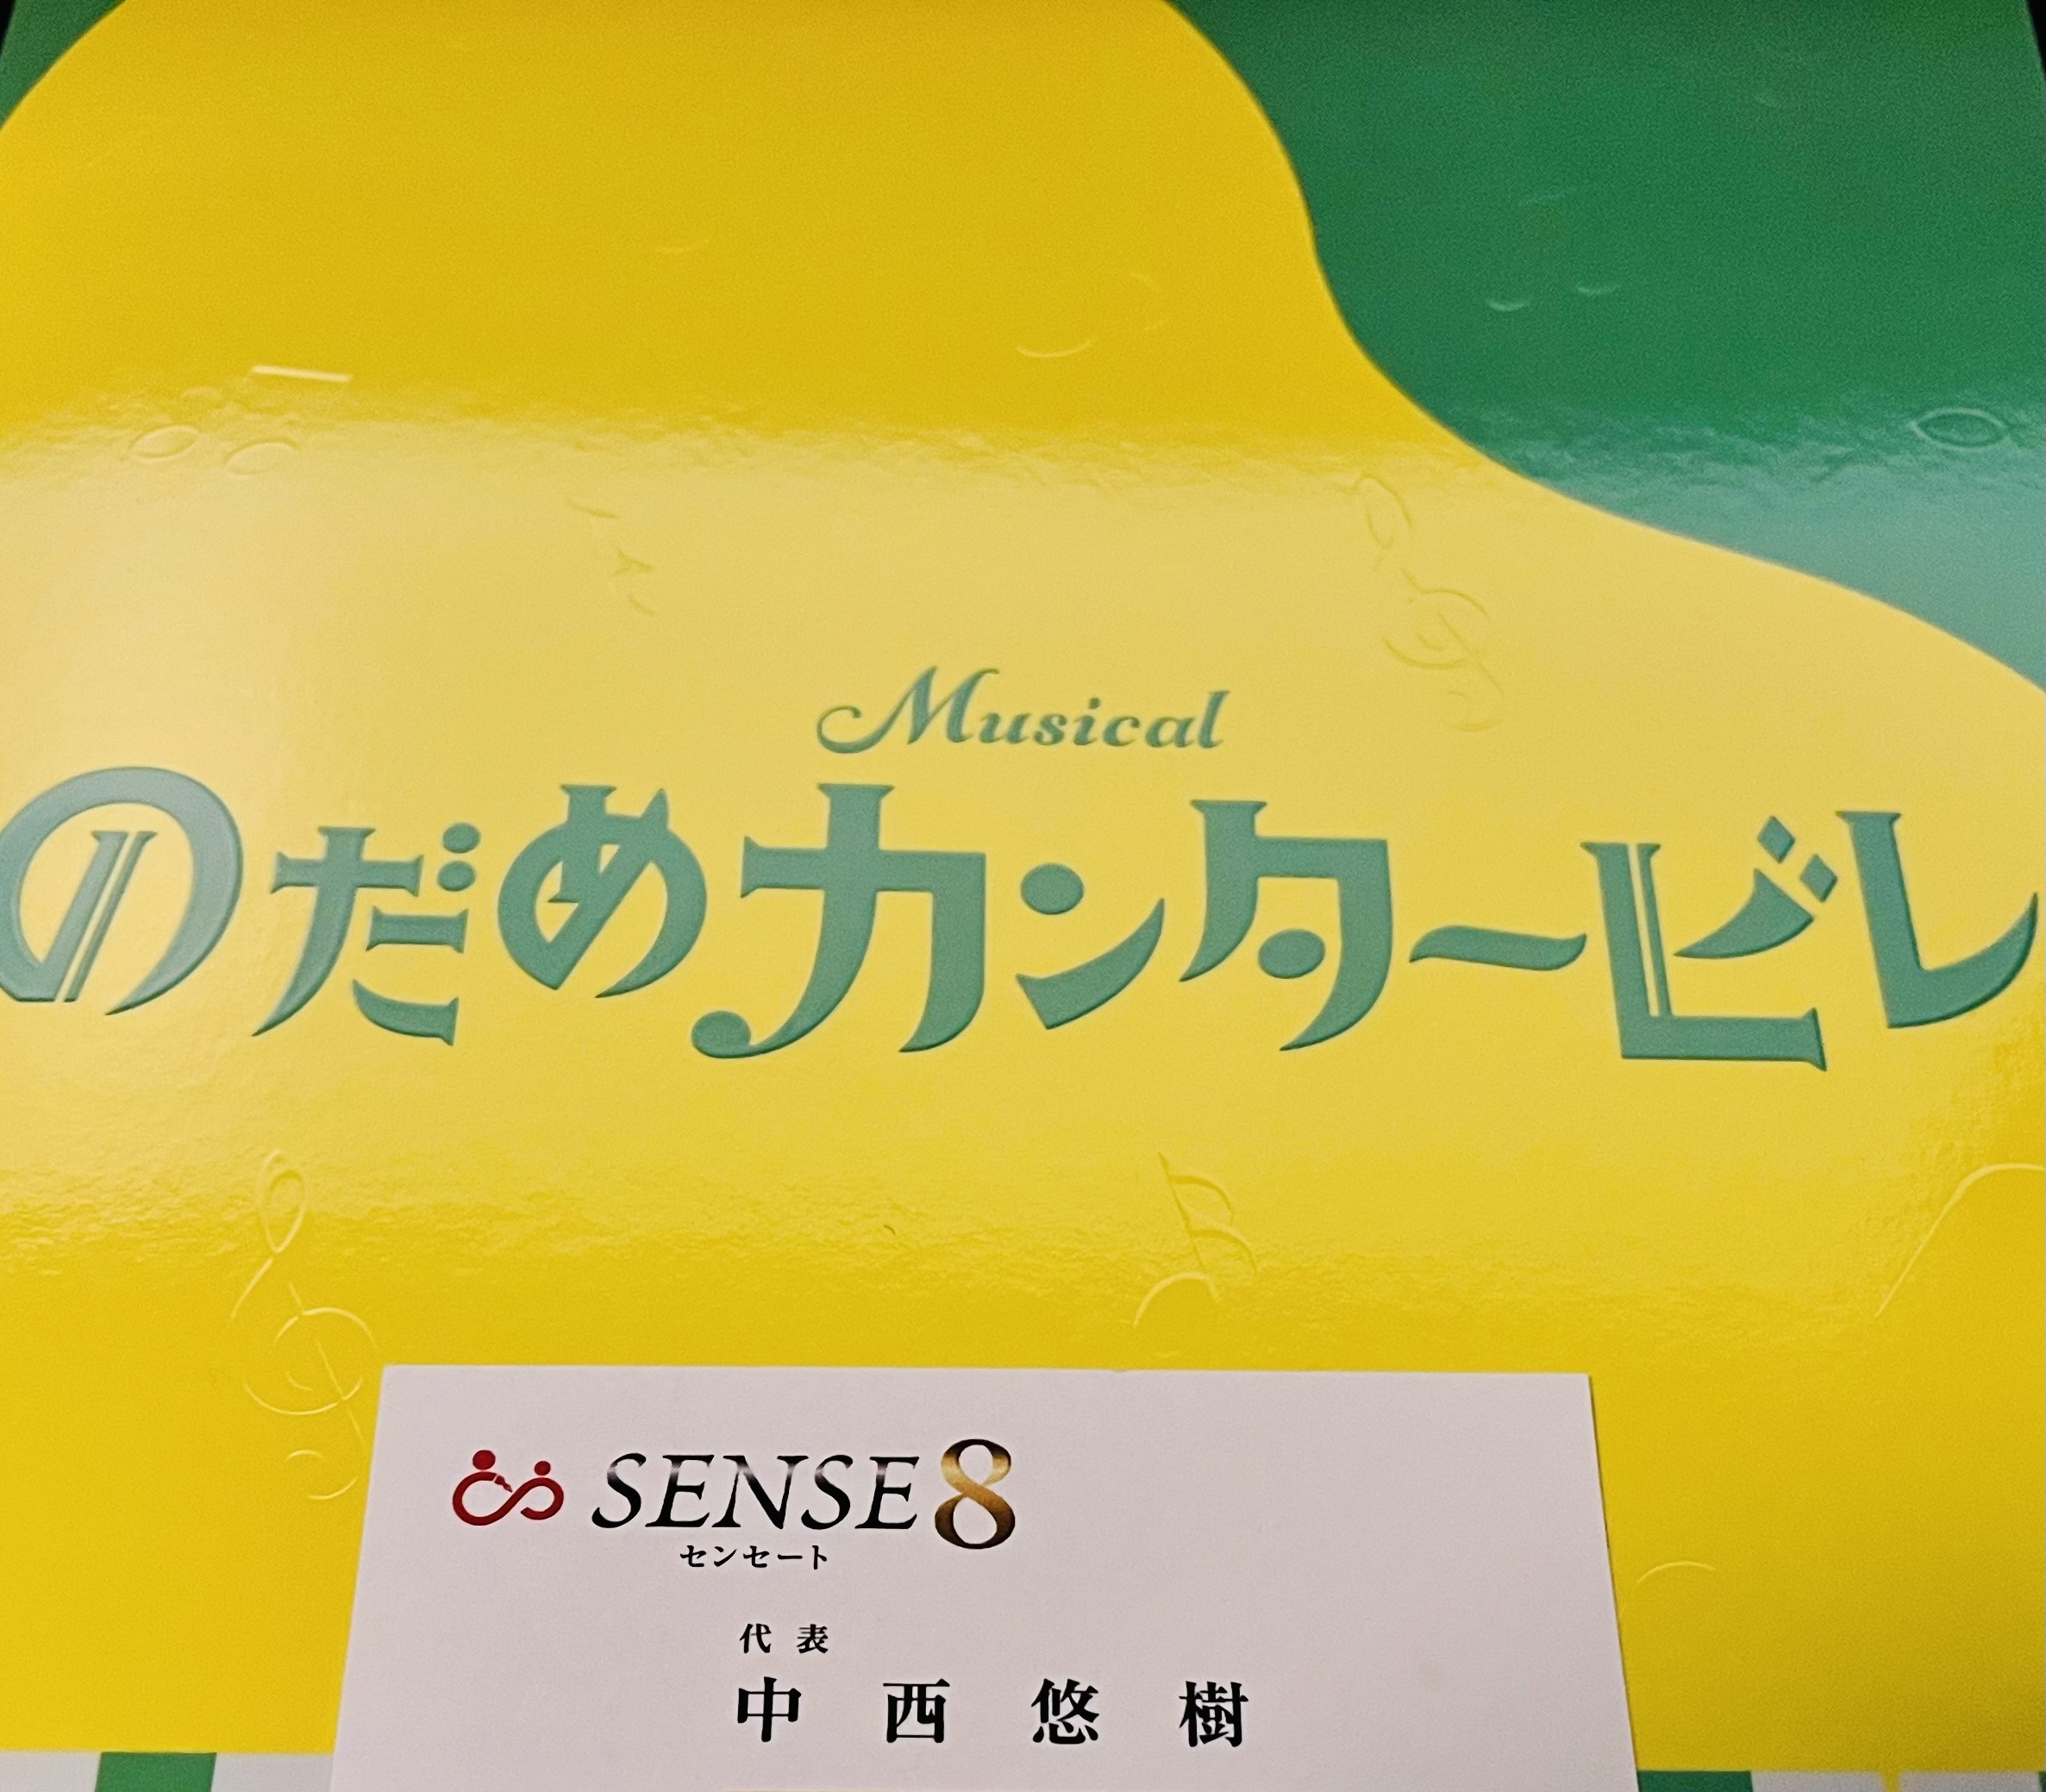 Musical
のだめカンタービレ
SENSE8
センセート
代表
中西悠樹